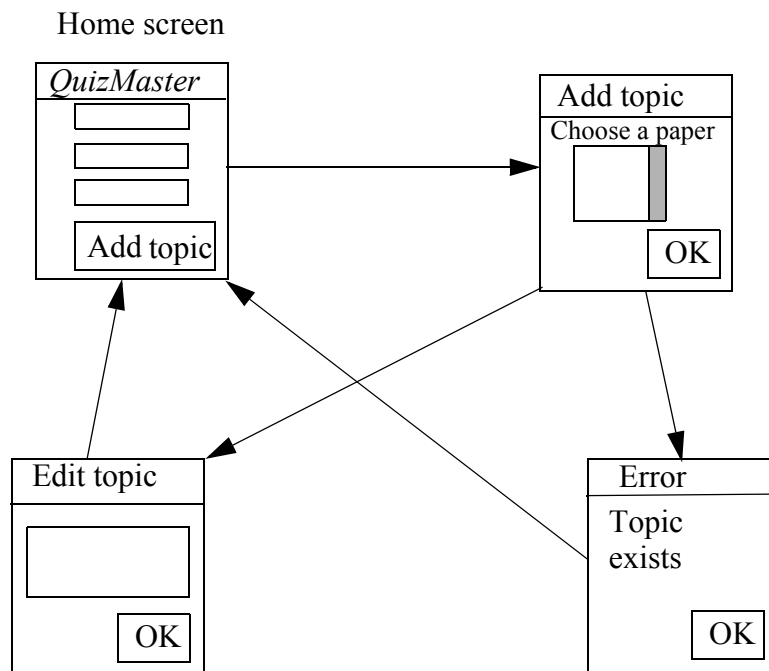 Home screen
QuizMaster
Add topic
Add topic
Choose a paper
OK
Edit topic
OK
Error
Topic
exists
OK